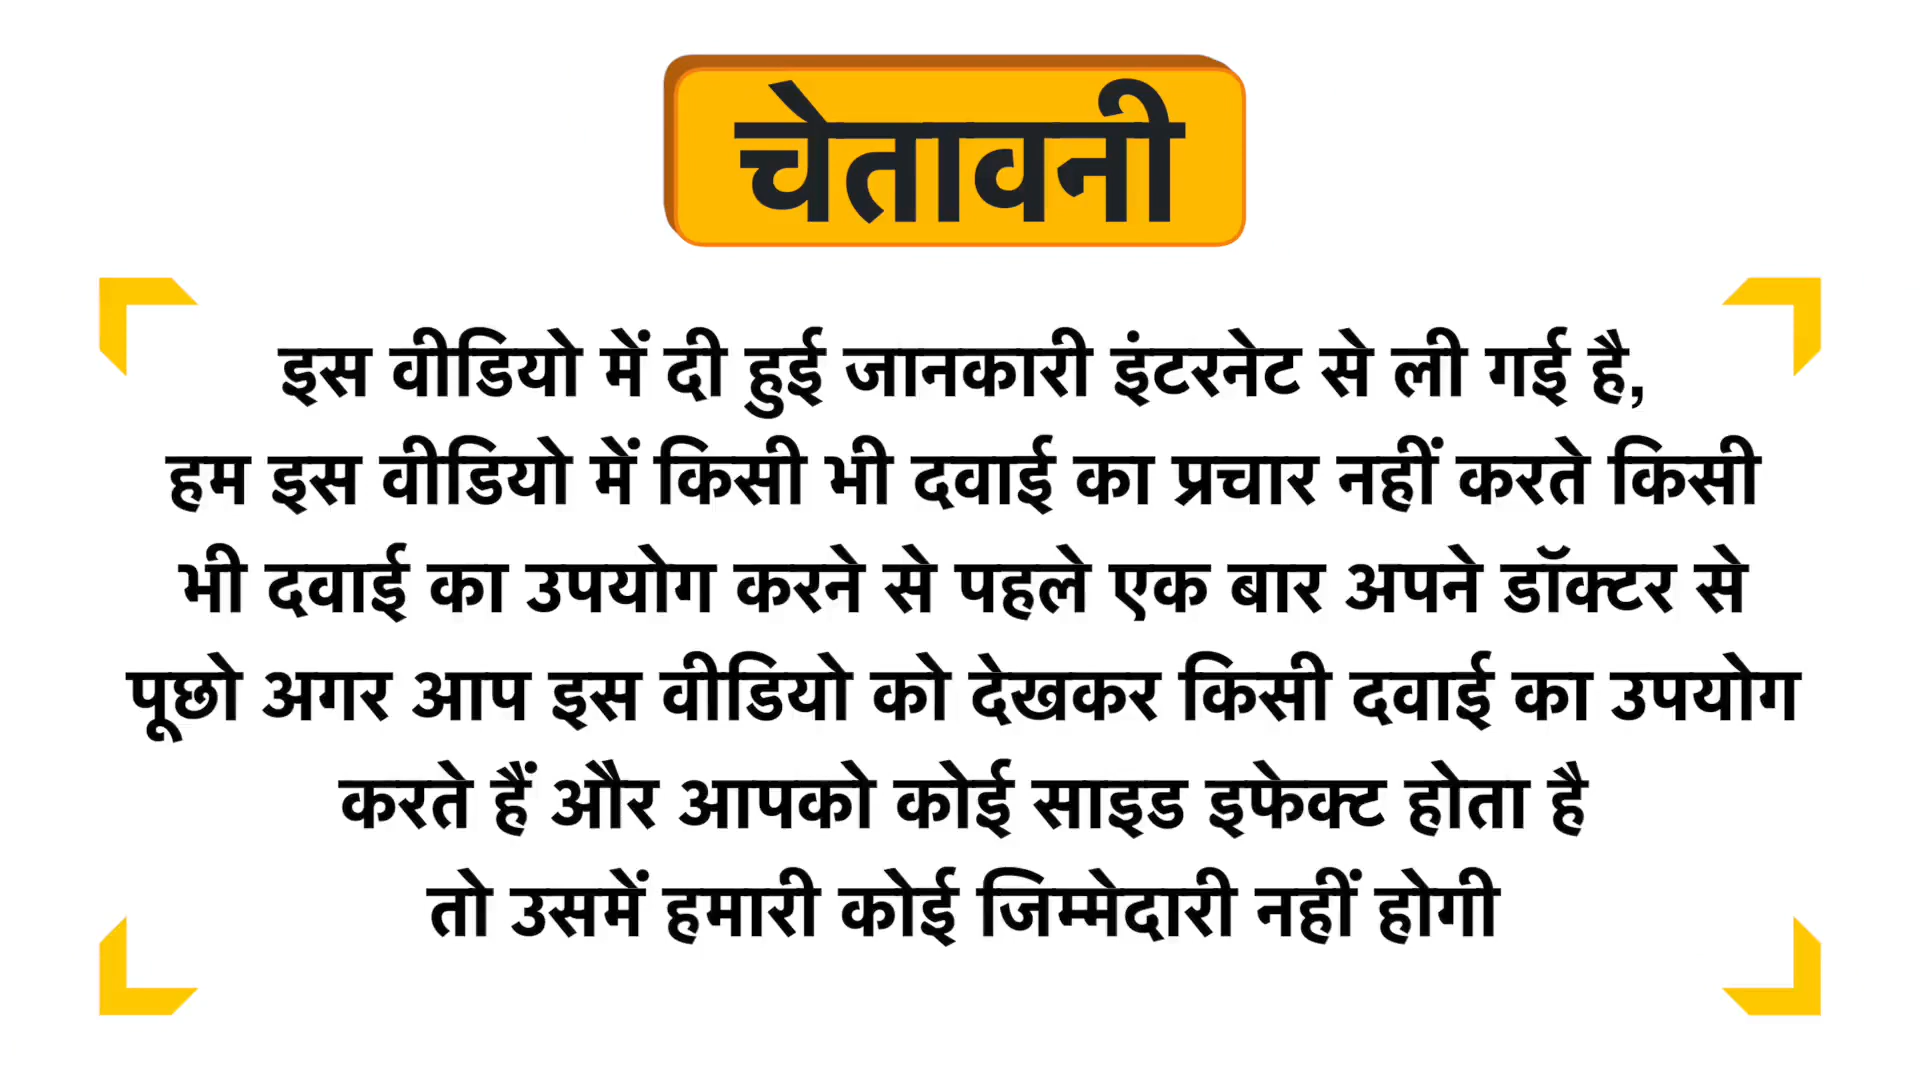 चेतावनी
इस वीडियो में दी हुई जानकारी इंटरनेट से ली गई है,
हम इस वीडियो में किसी भी दवाई का प्रचार नहीं करते किसी
भी दवाई का उपयोग करने से पहले एक बार अपने डॉक्टर से
पूछो अगर आप इस वीडियो को देखकर किसी दवाई का उपयोग
करते हैं और आपको कोई साइड इफेक्ट होता है
तो उसमें हमारी कोई जिम्मेदारी नहीं होगी